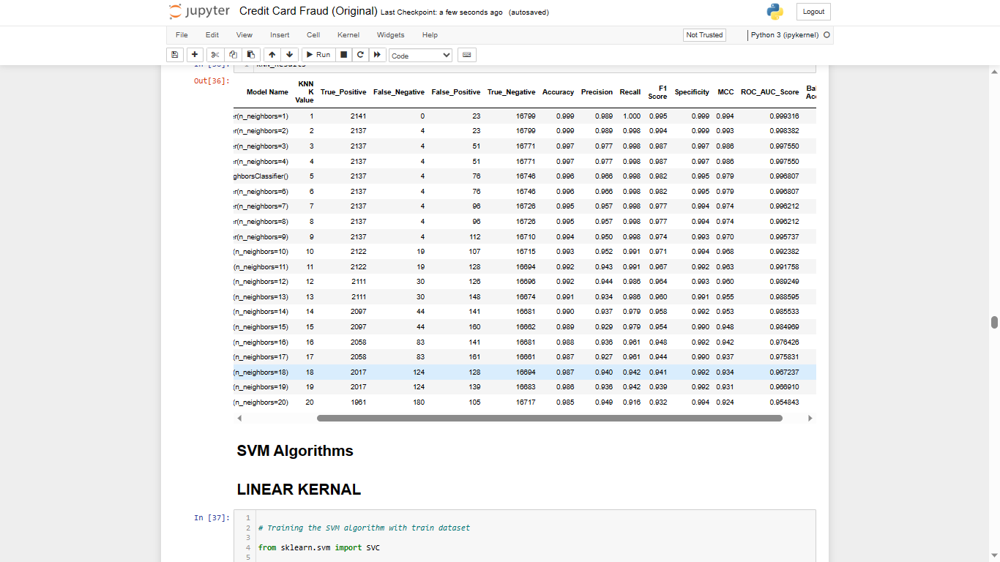 jupyter Credit Card Fraud (Original) Last Checkpoint: a few seconds ago (autosaved) Logout
File Edit View Insert Cell Kernel Widgets Help Not Trusted Python 3 (ipykernel)
Run Code
Out[36]:
Model Name KNN K Value True_Positive False_Negative False_Positive True_Negative Accuracy Precision Recall F1 Score Specificity MCC ROC_AUC_Score
r(n_neighbors=1) 1 2141 0 23 16799 0.999 0.989 1.000 0.995 0.999 0.994 0.999316
r(n_neighbors=2) 2 2137 4 23 16799 0.999 0.989 0.998 0.994 0.999 0.993 0.998382
r(n_neighbors=3) 3 2137 4 51 16771 0.997 0.977 0.998 0.987 0.997 0.986 0.997550
r(n_neighbors=4) 4 2137 4 51 16771 0.997 0.977 0.998 0.987 0.997 0.986 0.997550
ghborsClassifier() 5 2137 4 76 16746 0.996 0.966 0.998 0.982 0.995 0.979 0.996807
r(n_neighbors=6) 6 2137 4 76 16746 0.996 0.966 0.998 0.982 0.995 0.979 0.996807
r(n_neighbors=7) 7 2137 4 96 16726 0.995 0.957 0.998 0.977 0.994 0.974 0.996212
r(n_neighbors=8) 8 2137 4 96 16726 0.995 0.957 0.998 0.977 0.994 0.974 0.996212
r(n_neighbors=9) 9 2137 4 112 16710 0.994 0.950 0.998 0.974 0.993 0.970 0.995737
(n_neighbors=10) 10 2122 19 107 16715 0.993 0.952 0.991 0.971 0.994 0.968 0.992382
(n_neighbors=11) 11 2122 19 128 16694 0.992 0.943 0.991 0.967 0.992 0.963 0.991758
(n_neighbors=12) 12 2111 30 126 16696 0.992 0.944 0.986 0.964 0.993 0.960 0.989249
(n_neighbors=13) 13 2111 30 148 16674 0.991 0.934 0.986 0.960 0.991 0.955 0.988595
(n_neighbors=14) 14 2097 44 141 16681 0.990 0.937 0.979 0.958 0.992 0.953 0.985533
(n_neighbors=15) 15 2097 44 160 16662 0.989 0.929 0.979 0.954 0.990 0.948 0.984969
(n_neighbors=16) 16 2058 83 141 16681 0.988 0.936 0.961 0.948 0.992 0.942 0.976426
(n_neighbors=17) 17 2058 83 161 16661 0.987 0.927 0.961 0.944 0.990 0.937 0.975831
(n_neighbors=18) 18 2017 124 128 16694 0.987 0.940 0.942 0.941 0.992 0.934 0.967237
(n_neighbors=19) 19 2017 124 139 16683 0.986 0.936 0.942 0.939 0.992 0.931 0.966910
(n_neighbors=20) 20 1961 180 105 16717 0.985 0.949 0.916 0.932 0.994 0.924 0.954843
SVM Algorithms
LINEAR KERNAL
In [37]: 1
2 # Training the SVM algorithm with train dataset
3
4 from sklearn.svm import SVC
5